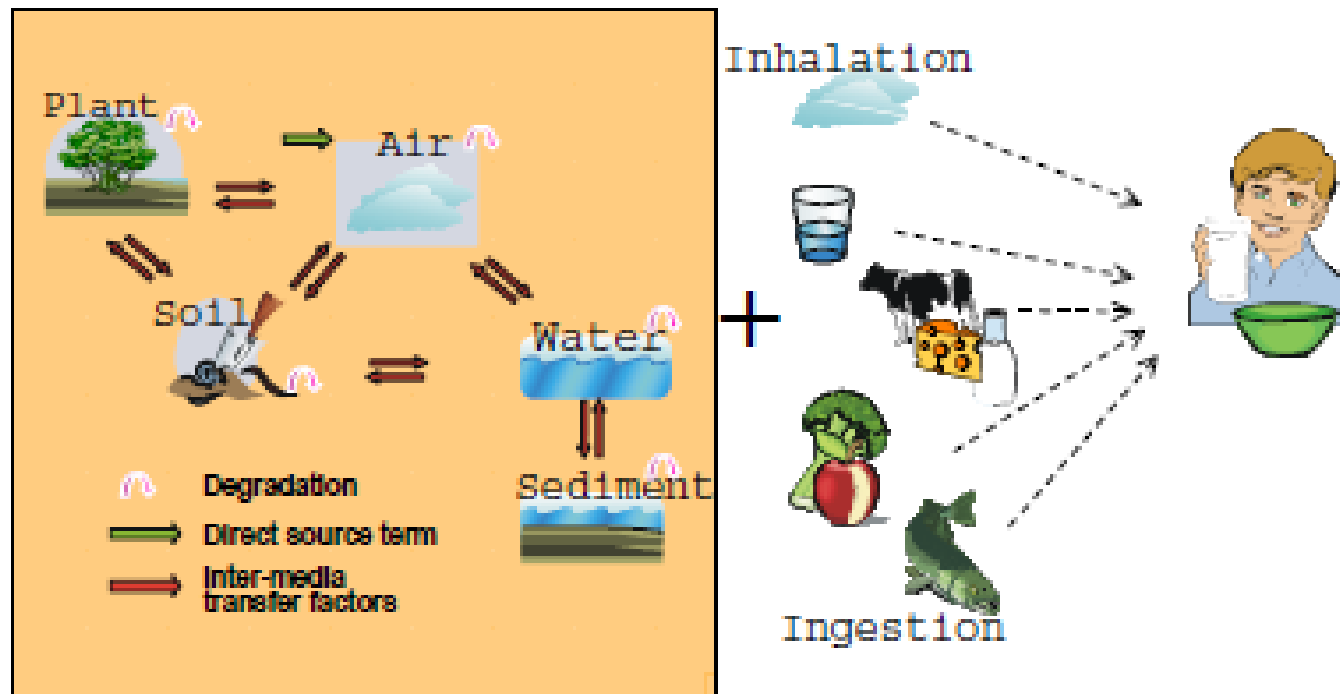 Plant
Air
Soil
Water
Sediment
Degradation
Direct source term
Inter-media
transfer factors
+
Inhalation
Ingestion